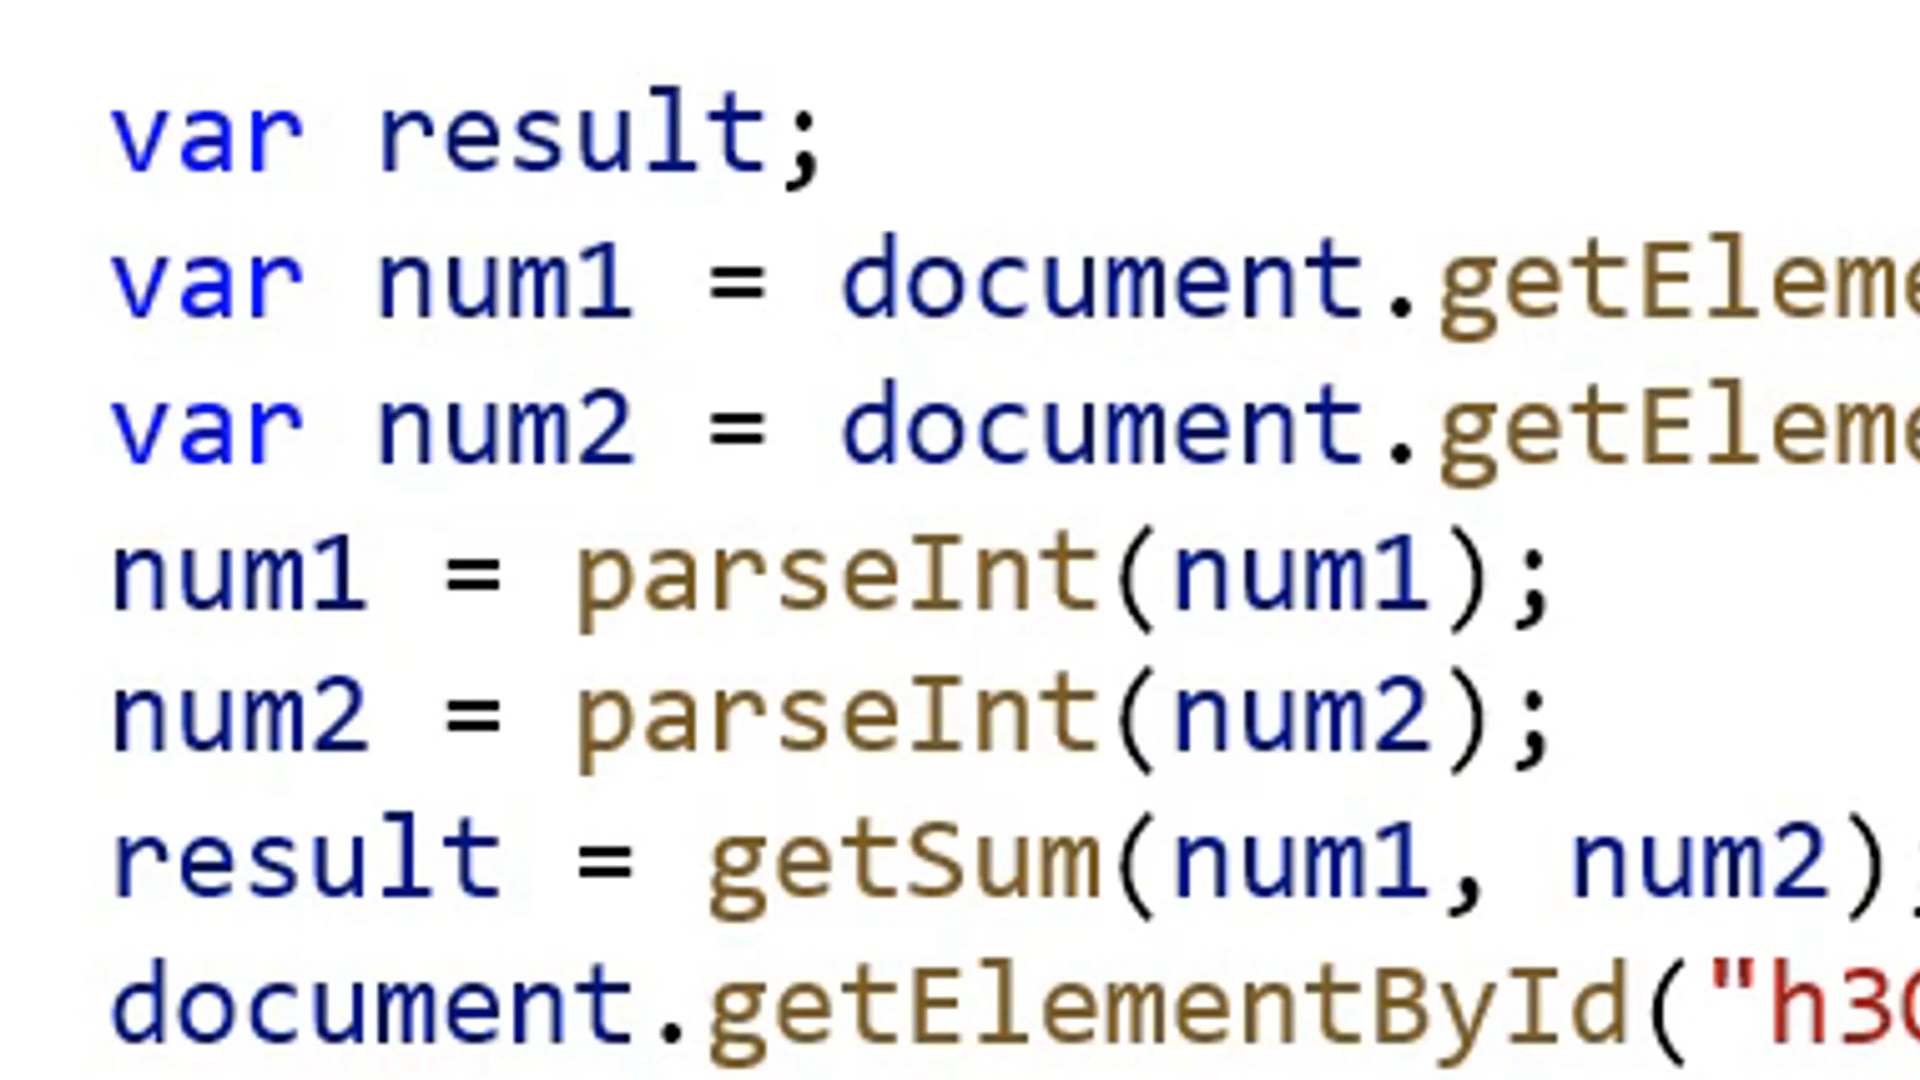 var result;
var num1 = document.getEleme
var num2 = document.getEleme
num1 = parseInt(num1);
num2 = parseInt(num2);
result = getSum(num1, num2);
document.getElementById("h3